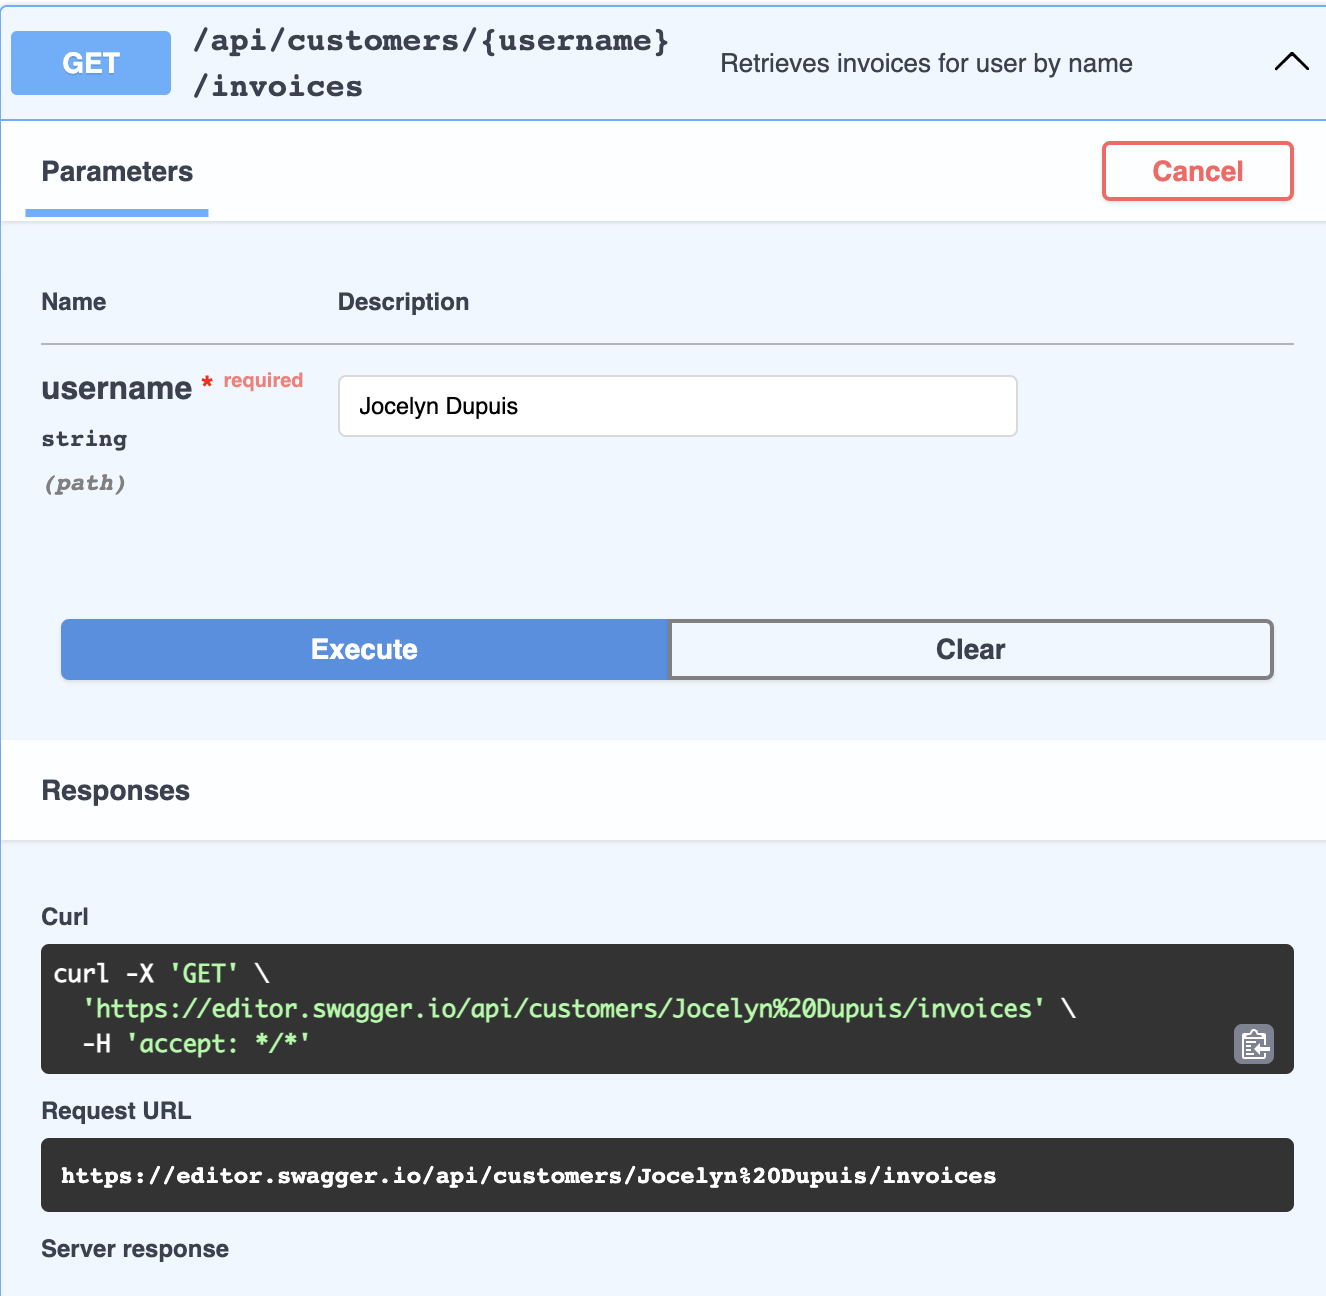 GET
/api/customers/{username}
/invoices
Retrieves invoices for user by name
Parameters
Cancel
Name
Description
username * required
string
(path)
Jocelyn Dupuis
Execute
Clear
Responses
Curl
curl -X 'GET' \
  'https://editor.swagger.io/api/customers/Jocelyn%20Dupuis/invoices' \
  -H 'accept: */*'
Request URL
https://editor.swagger.io/api/customers/Jocelyn%20Dupuis/invoices
Server response